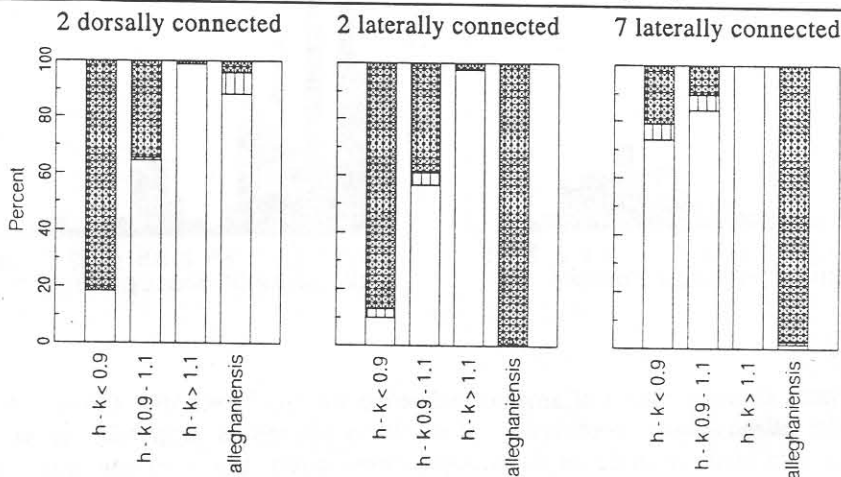 2 dorsally connected
2 laterally connected
7 laterally connected
Percent
100
80
60
40
20
0
h - k < 0.9
h - k 0.9 - 1.1
h - k > 1.1
alleghaniensis
h - k < 0.9
h - k 0.9 - 1.1
h - k > 1.1
alleghaniensis
h - k < 0.9
h - k 0.9 - 1.1
h - k > 1.1
alleghaniensis